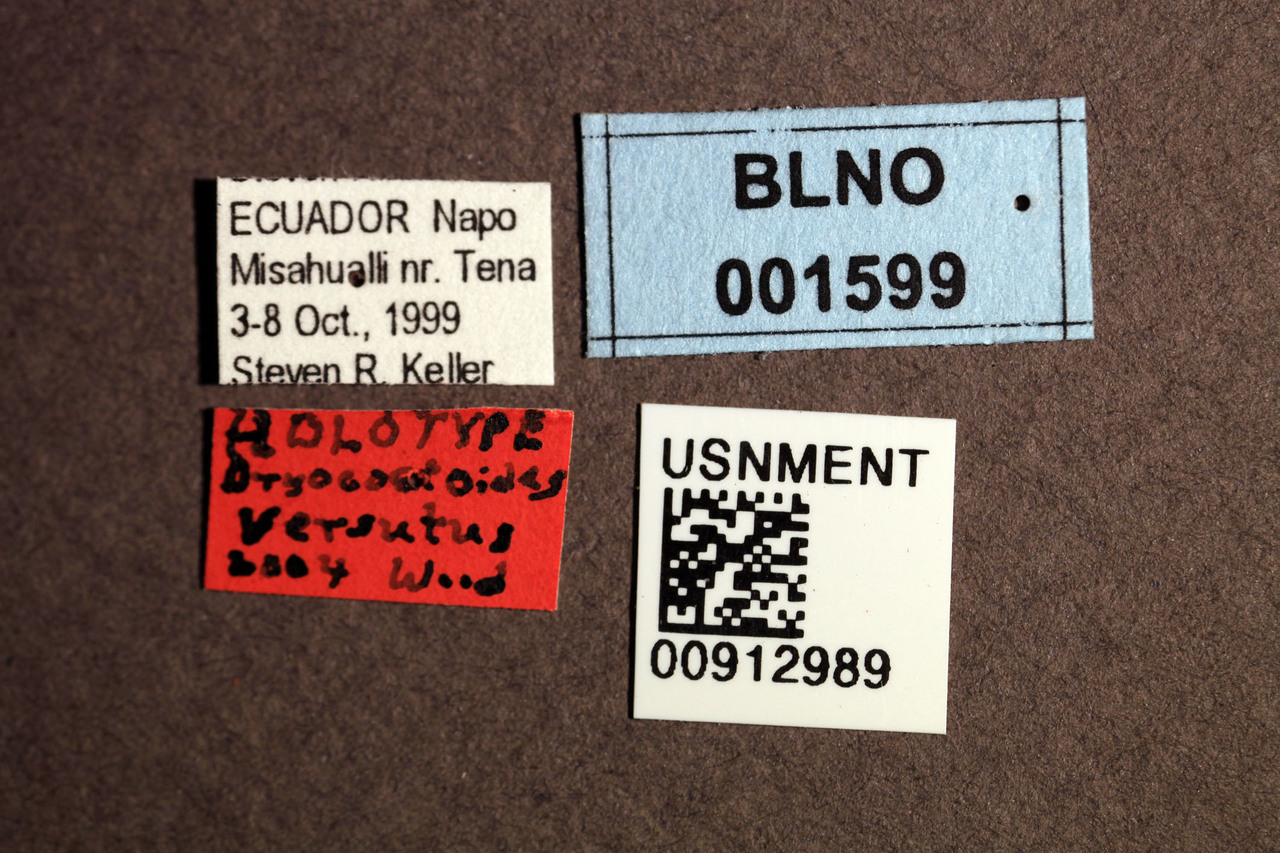 ECUADOR Napo
Misahualli nr. Tena
3-8 Oct., 1999
Steven R. Keller
BLNO
001599
HOLOTYPE
Dryocoetoides
Versutus
2004 Wood
USNMENT
00912989